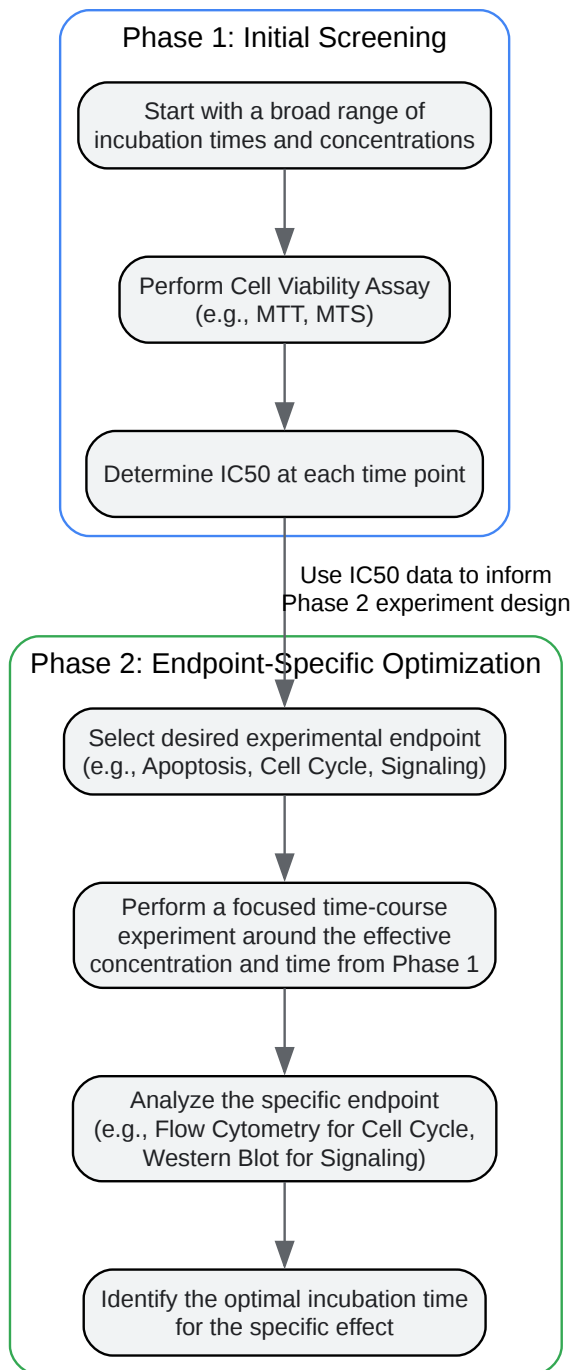 Phase 1: Initial Screening
Start with a broad range of
incubation times and concentrations
Perform Cell Viability Assay
(e.g., MTT, MTS)
Determine IC50 at each time point
Use IC50 data to inform
Phase 2 experiment design
Phase 2: Endpoint-Specific Optimization
Select desired experimental endpoint
(e.g., Apoptosis, Cell Cycle, Signaling)
Perform a focused time-course
experiment around the effective
concentration and time from Phase 1
Analyze the specific endpoint
(e.g., Flow Cytometry for Cell Cycle,
Western Blot for Signaling)
Identify the optimal incubation time
for the specific effect